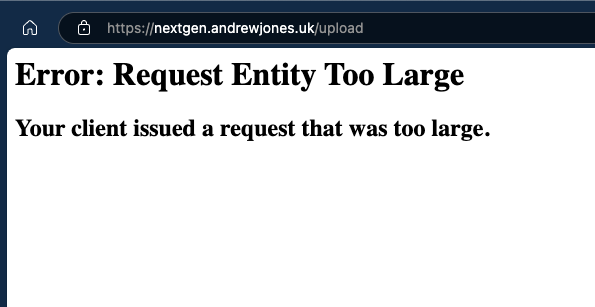 https://nextgen.andrewjones.uk/upload
Error: Request Entity Too Large
Your client issued a request that was too large.